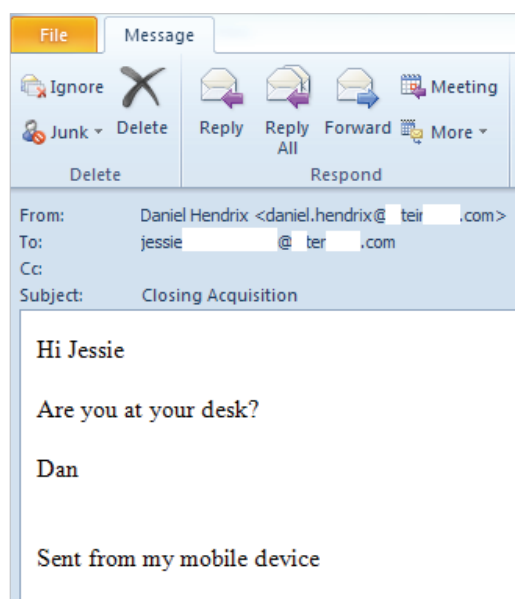 File Message
Ignore Delete Reply Reply All Forward Meeting
Junk More
Delete Respond
From: Daniel Hendrix <daniel.hendrix@ tein .com>
To: jessie @ ter .com
Cc:
Subject: Closing Acquisition
Hi Jessie
Are you at your desk?
Dan
Sent from my mobile device